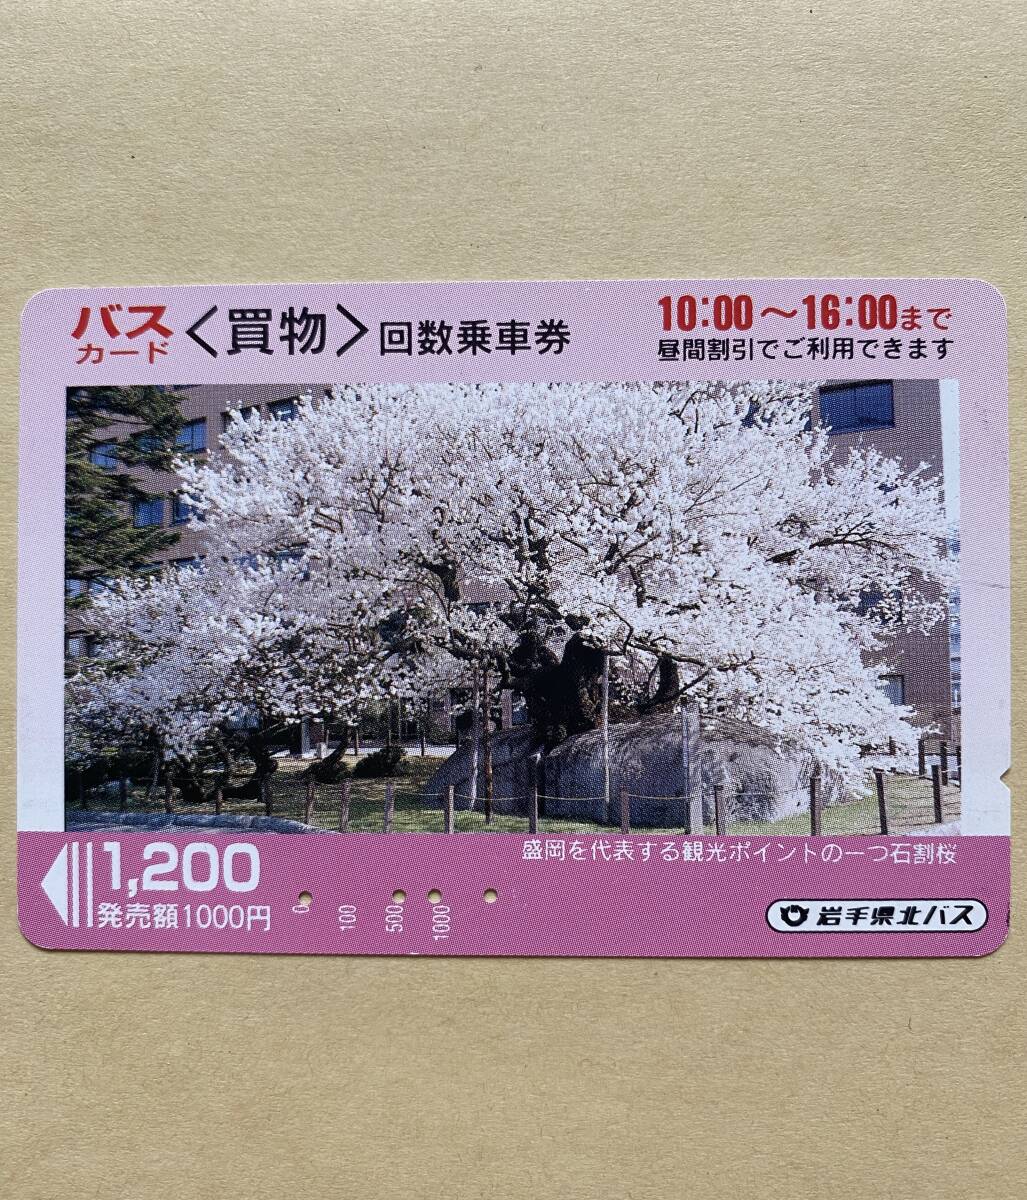 バスカード〈買物〉回数乗車券
10:00〜16:00まで
昼間割引でご利用できます
盛岡を代表する観光ポイントの一つ石割桜
1,200
発売額1000円
0 100 500 1000
岩手県北バス